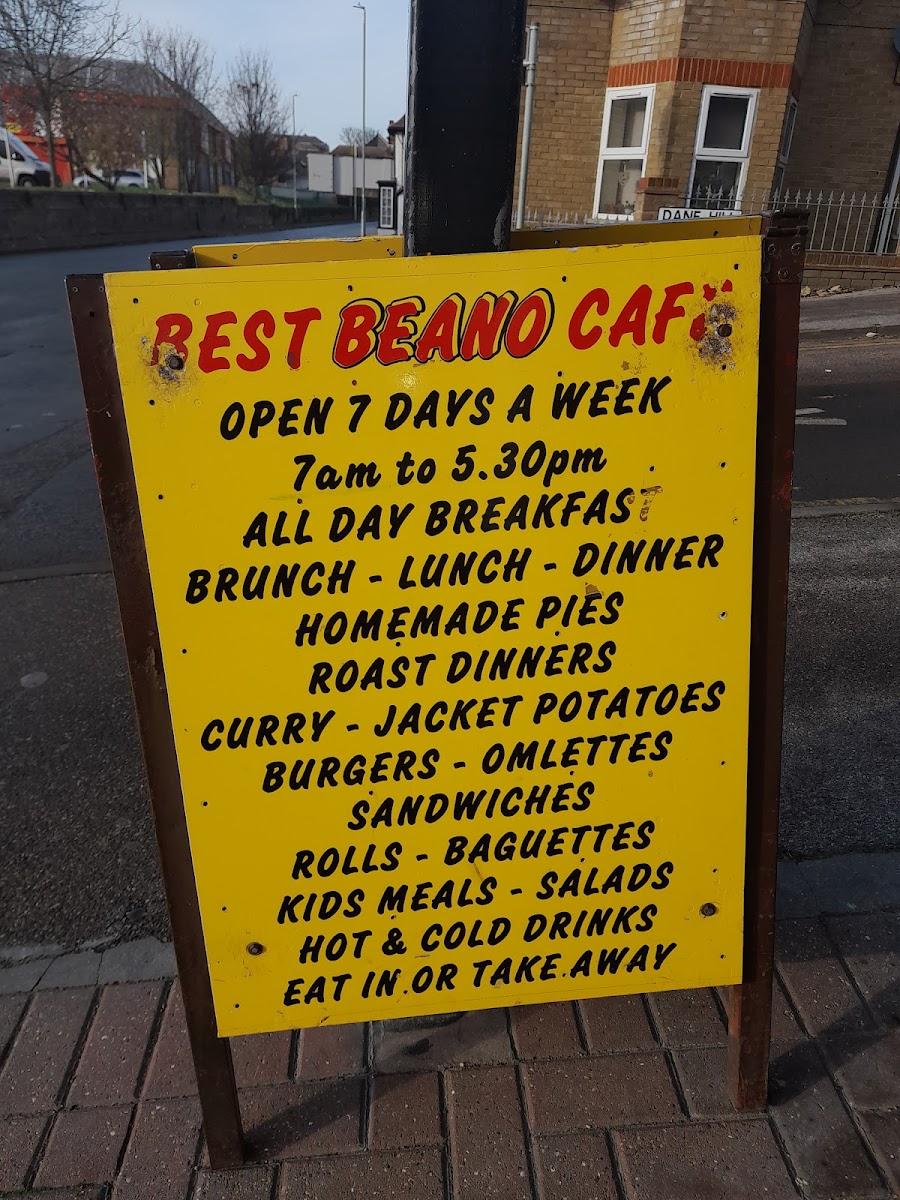 DANE HILL
BEST BEANO CAFE
OPEN 7 DAYS A WEEK
7am to 5.30pm
ALL DAY BREAKFAST
BRUNCH - LUNCH - DINNER
HOMEMADE PIES
ROAST DINNERS
CURRY - JACKET POTATOES
BURGERS - OMLETTES
SANDWICHES
ROLLS - BAGUETTES
KIDS MEALS - SALADS
HOT & COLD DRINKS
EAT IN OR TAKE AWAY